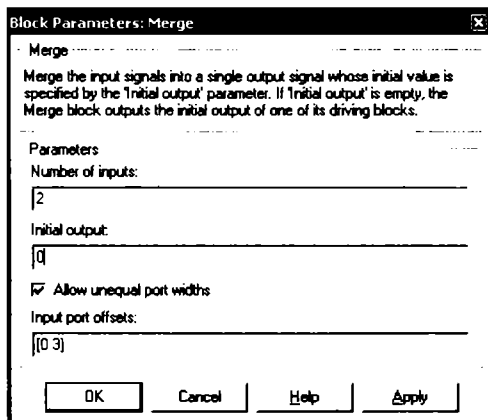 Block Parameters: Merge
Merge
Merge the input signals into a single output signal whose initial value is
specified by the 'Initial output' parameter. If 'Initial output' is empty, the
Merge block outputs the initial output of one of its driving blocks.
Parameters
Number of inputs:
2
Initial output:
0
Allow unequal port widths
Input port offsets:
[0 3]
OK Cancel Help Apply